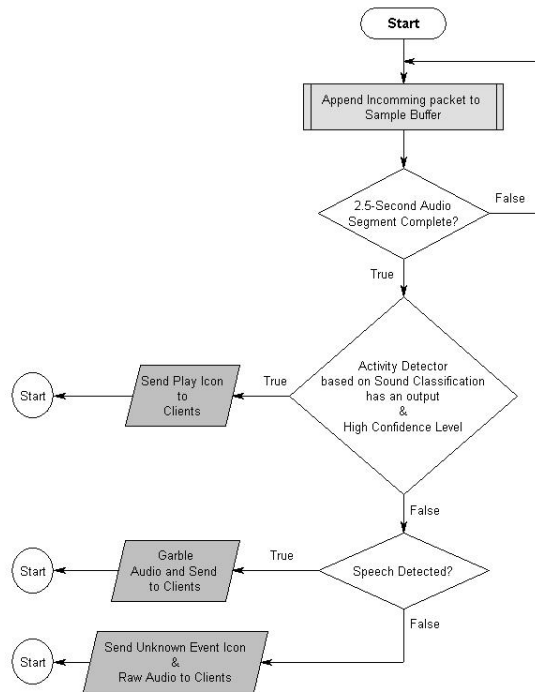 Start
Append Incomming packet to
Sample Buffer
2.5-Second Audio
Segment Complete?
False
True
Activity Detector
based on Sound Classification
has an output
&
High Confidence Level
True
Send Play Icon
to
Clients
Start
False
Speech Detected?
True
Garble
Audio and Send
to Clients
Start
False
Send Unknown Event Icon
&
Raw Audio to Clients
Start